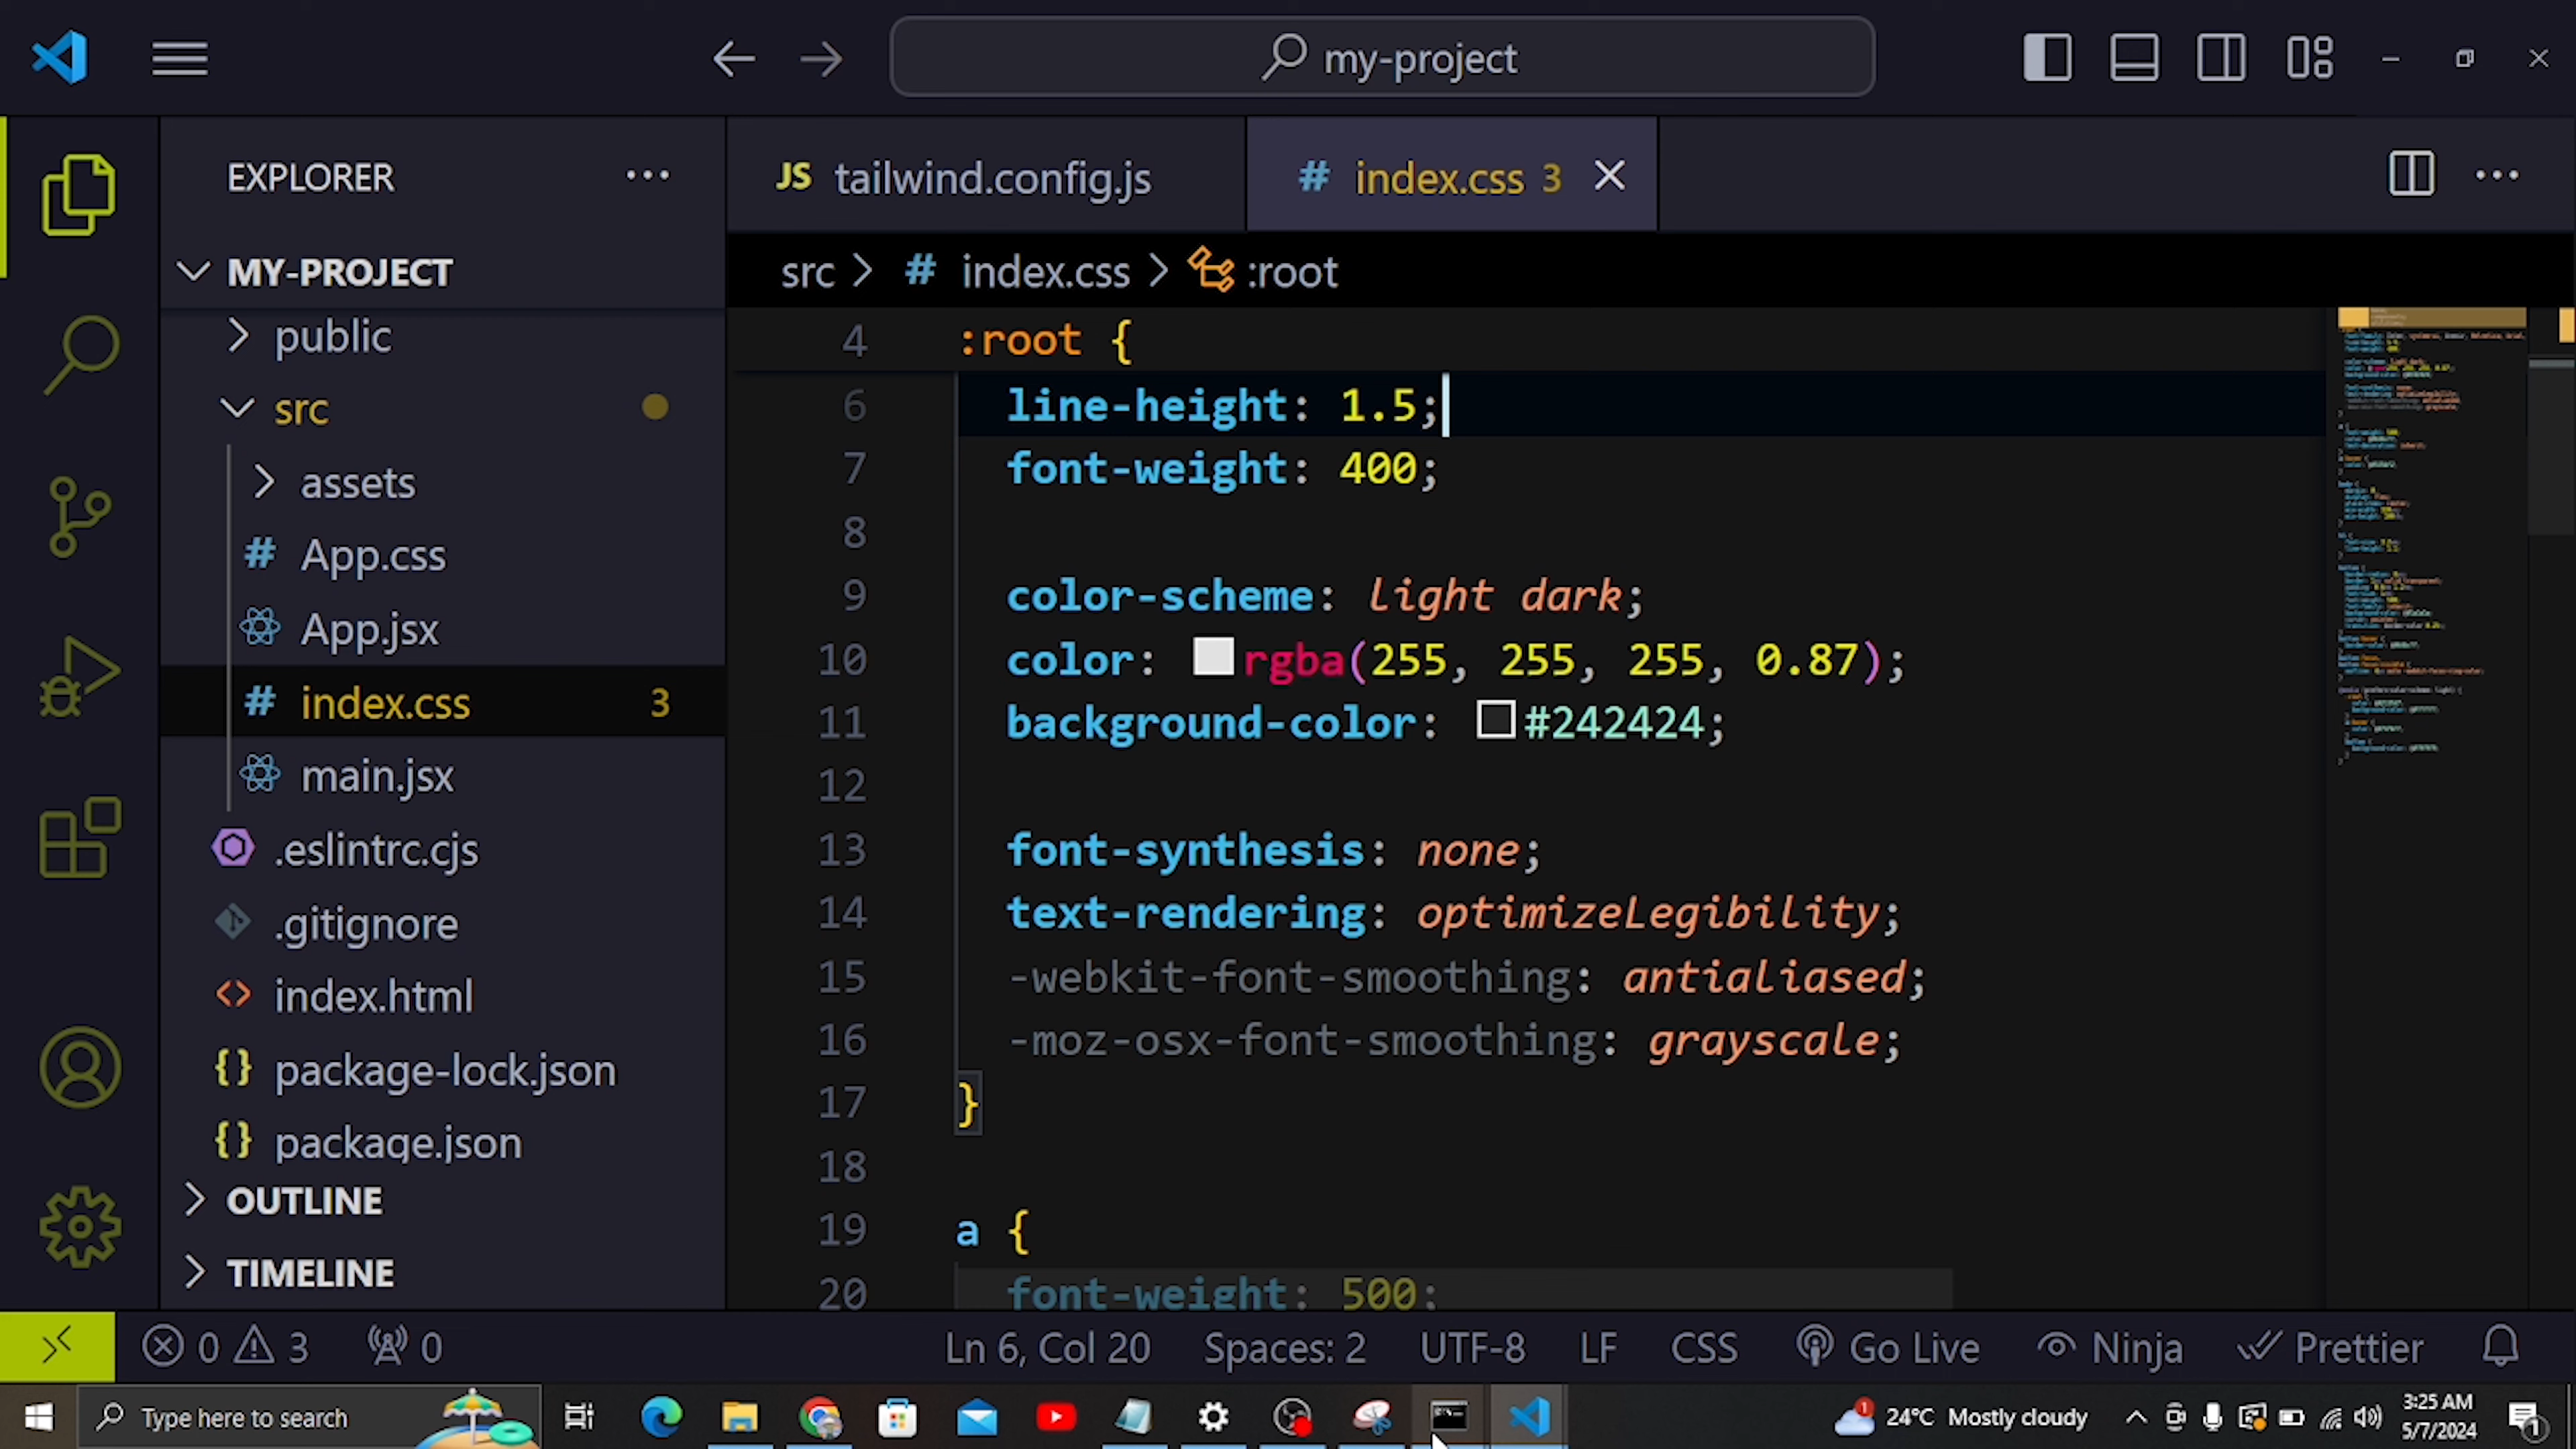 my-project
EXPLORER
JS tailwind.config.js
# index.css 3
MY-PROJECT
src > # index.css > :root
public
src
assets
# App.css
App.jsx
# index.css 3
main.jsx
.eslintrc.cjs
.gitignore
<> index.html
{} package-lock.json
{} package.json
OUTLINE
TIMELINE
4 :root {
6 line-height: 1.5;
7 font-weight: 400;
8
9 color-scheme: light dark;
10 color: rgba(255, 255, 255, 0.87);
11 background-color: #242424;
12
13 font-synthesis: none;
14 text-rendering: optimizeLegibility;
15 -webkit-font-smoothing: antialiased;
16 -moz-osx-font-smoothing: grayscale;
17 }
18
19 a {
20 font-weight: 500;
0 3 0 Ln 6, Col 20 Spaces: 2 UTF-8 LF CSS Go Live Ninja Prettier
Type here to search
1 24°C Mostly cloudy
3:25 AM
5/7/2024
1